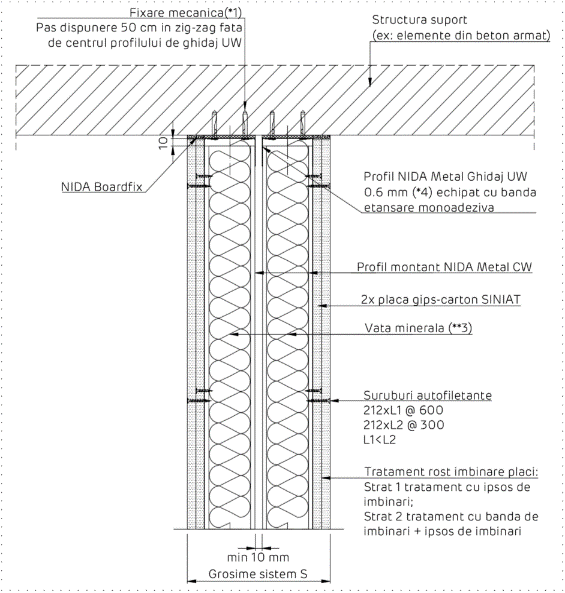 Fixare mecanica(*1)
Pas dispunere 50 cm in zig-zag fata
de centrul profilului de ghidaj UW
Structura suport
(ex: elemente din beton armat)
10
NIDA Boardfix
Profil NIDA Metal Ghidaj UW
0.6 mm (*4) echipat cu banda
etansare monoadeziva
Profil montant NIDA Metal CW
2x placa gips-carton SINIAT
Vata minerala (**3)
Suruburi autofiletante
212xL1 @ 600
212xL2 @ 300
L1<L2
Tratament rost imbinare placi:
Strat 1 tratament cu ipsos de
imbinari;
Strat 2 tratament cu banda de
imbinari + ipsos de imbinari
min 10 mm
Grosime sistem S